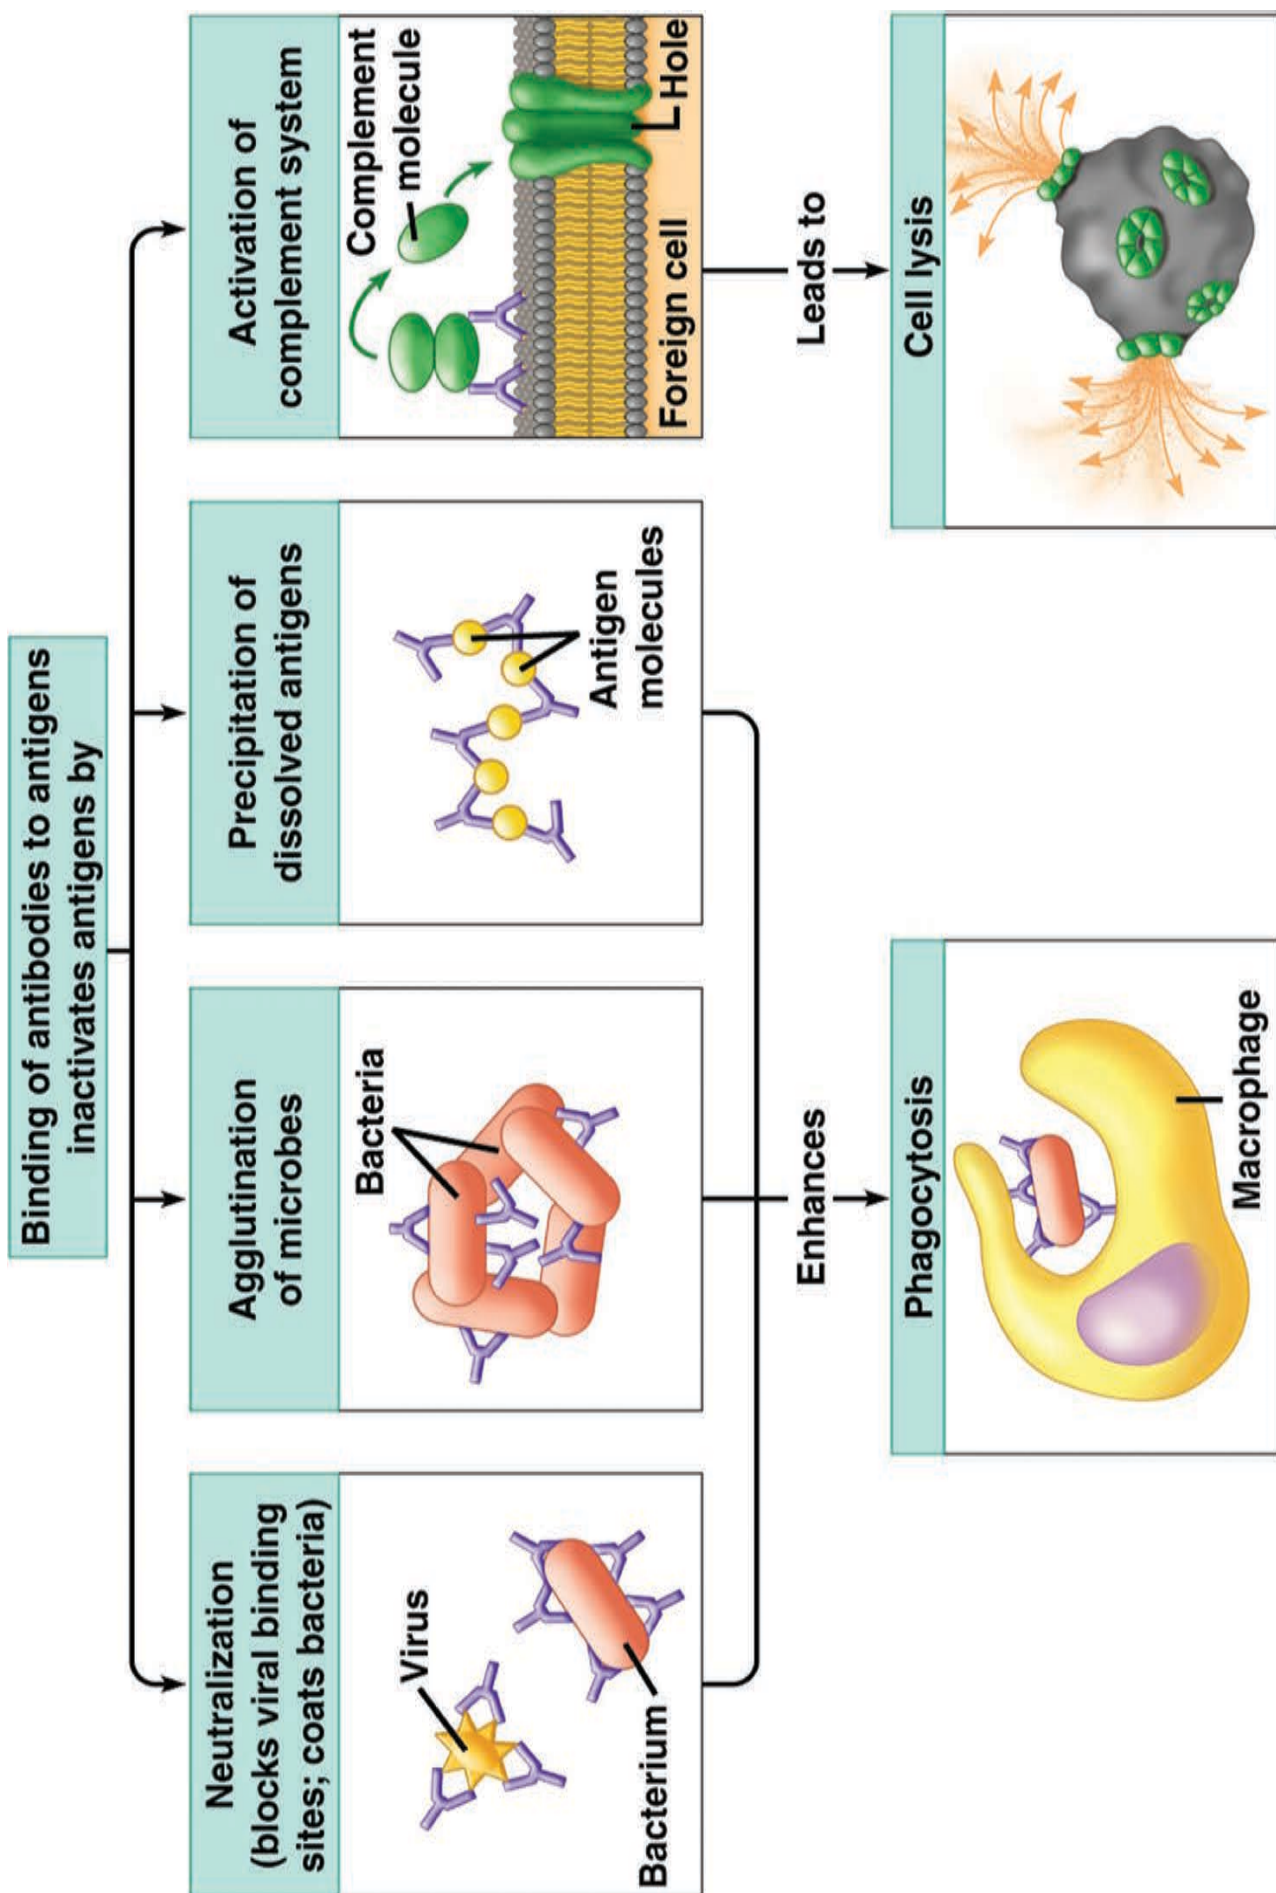 Binding of antibodies to antigens
inactivates antigens by
Neutralization
(blocks viral binding
sites; coats bacteria)
Virus
Bacterium
Agglutination
of microbes
Bacteria
Precipitation of
dissolved antigens
Antigen
molecules
Activation of
complement system
Complement
molecule
Foreign cell
Hole
Enhances
Leads to
Phagocytosis
Macrophage
Cell lysis